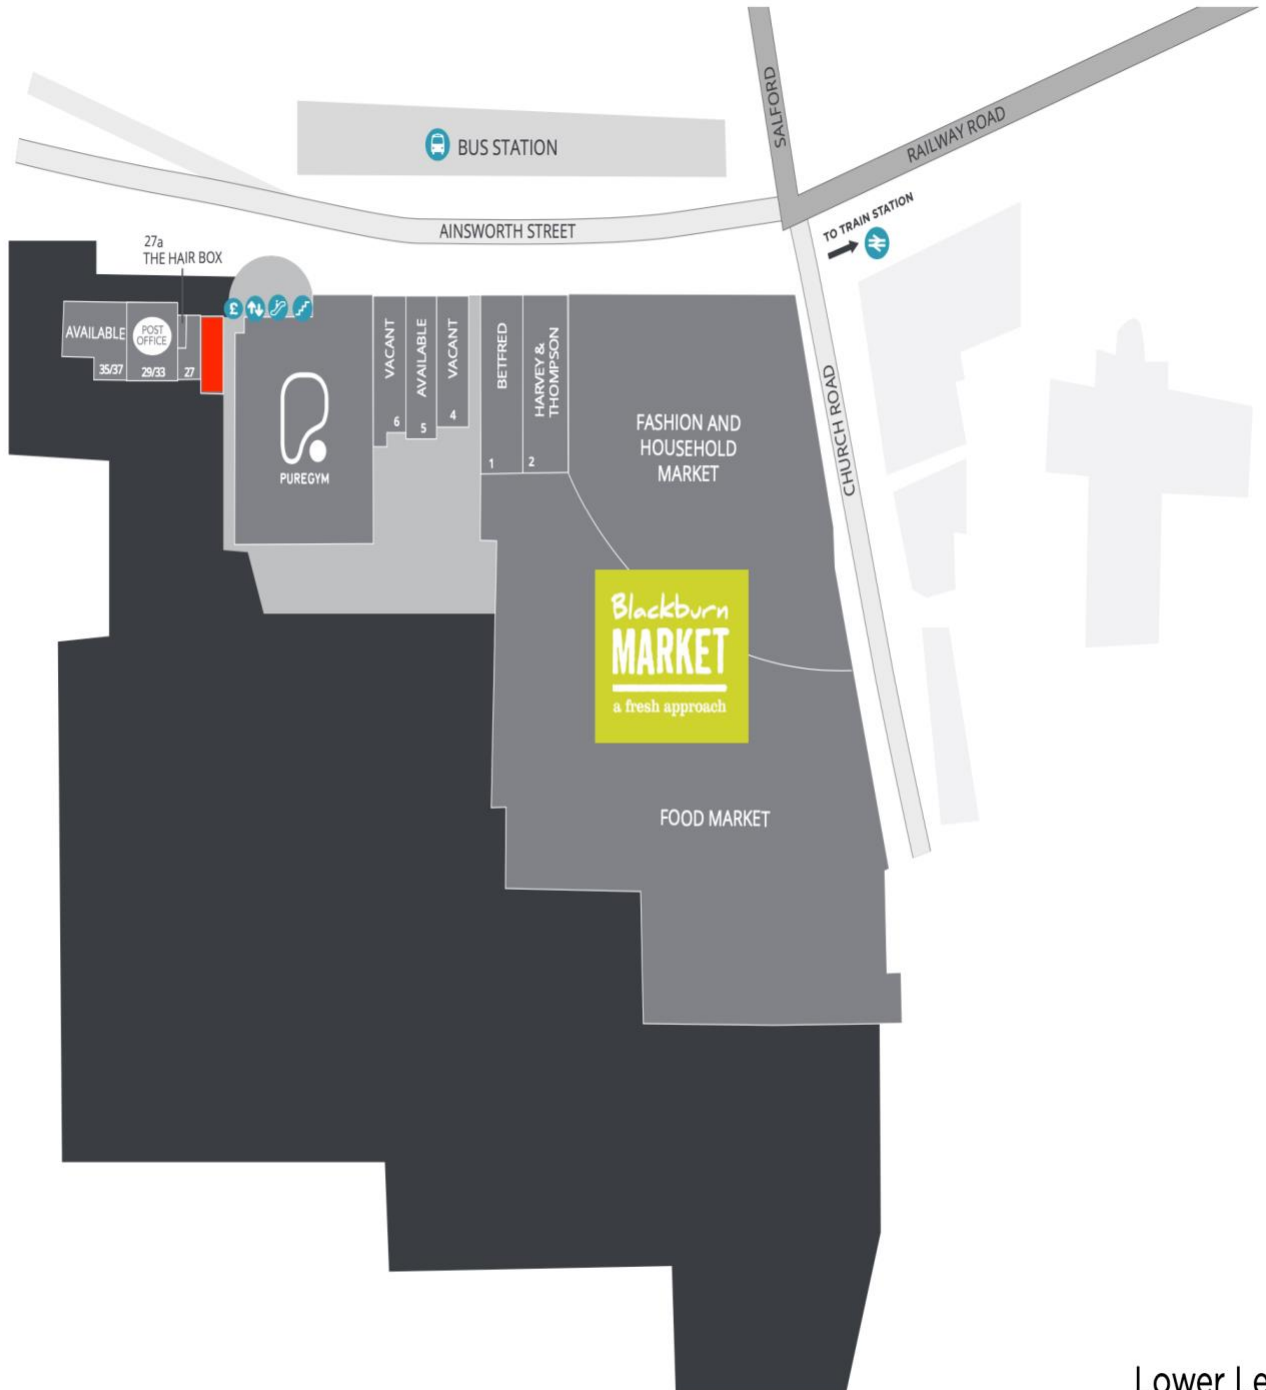 SALFORD
RAILWAY ROAD
BUS STATION
TO TRAIN STATION
AINSWORTH STREET
27a
THE HAIR BOX
£
AVAILABLE
POST
OFFICE
35/37
29/33
27
PUREGYM
VACANT
6
AVAILABLE
5
VACANT
4
BETFRED
1
HARVEY &
THOMPSON
2
FASHION AND
HOUSEHOLD
MARKET
CHURCH ROAD
Blackburn
MARKET
a fresh approach
FOOD MARKET
Lower Le